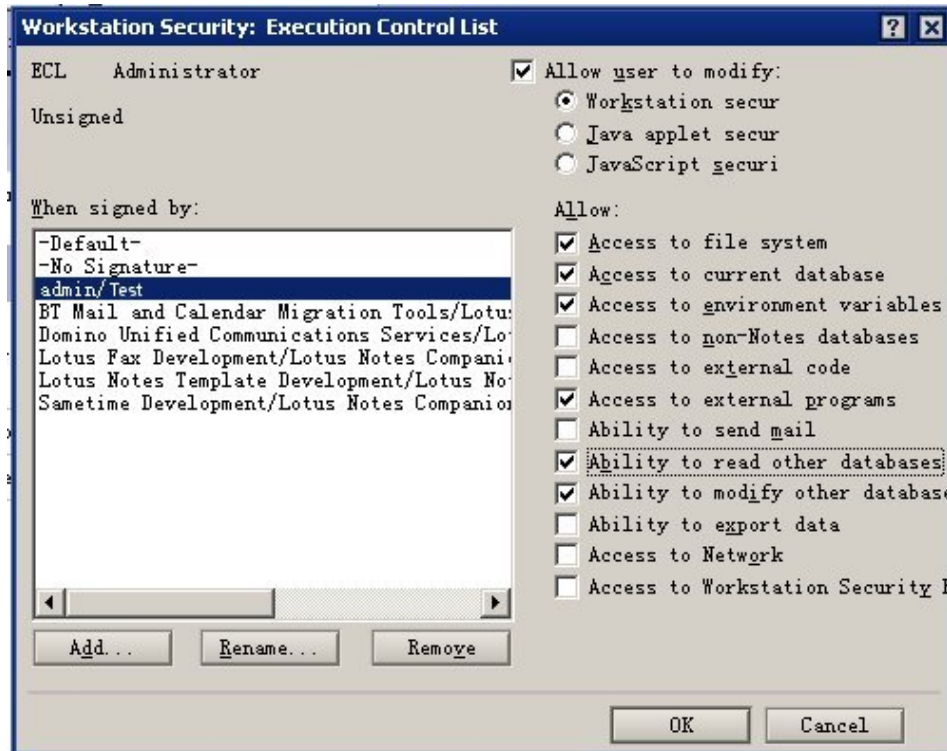 Workstation Security: Execution Control List
ECL Administrator
Unsigned
Allow user to modify:
Workstation secur
Java applet secur
JavaScript securi
When signed by:
-Default-
-No Signature-
admin/Test
BT Mail and Calendar Migration Tools/Lotus
Domino Unified Communications Services/Lo
Lotus Fax Development/Lotus Notes Compani
Lotus Notes Template Development/Lotus No
Sametime Development/Lotus Notes Companion
Add...
Rename...
Remove
Allow:
Access to file system
Access to current database
Access to environment variables
Access to non-Notes databases
Access to external code
Access to external programs
Ability to send mail
Ability to read other databases
Ability to modify other database
Ability to export data
Access to Network
Access to Workstation Security
OK
Cancel